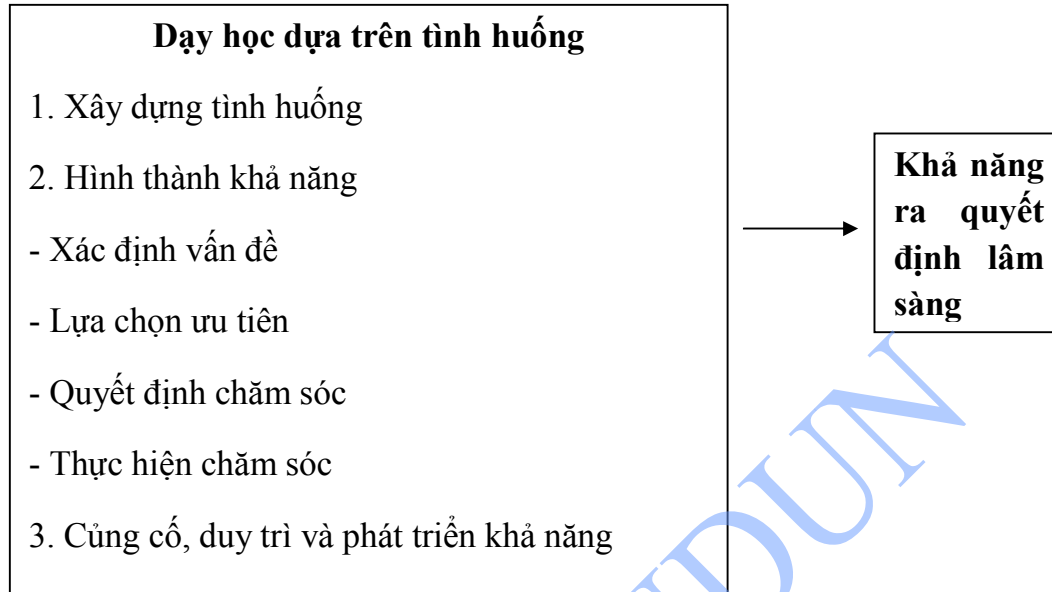 Dạy học dựa trên tình huống
1. Xây dựng tình huống
2. Hình thành khả năng
- Xác định vấn đề
- Lựa chọn ưu tiên
- Quyết định chăm sóc
- Thực hiện chăm sóc
3. Củng cố, duy trì và phát triển khả năng
Khả năng
ra quyết
định lâm
sàng